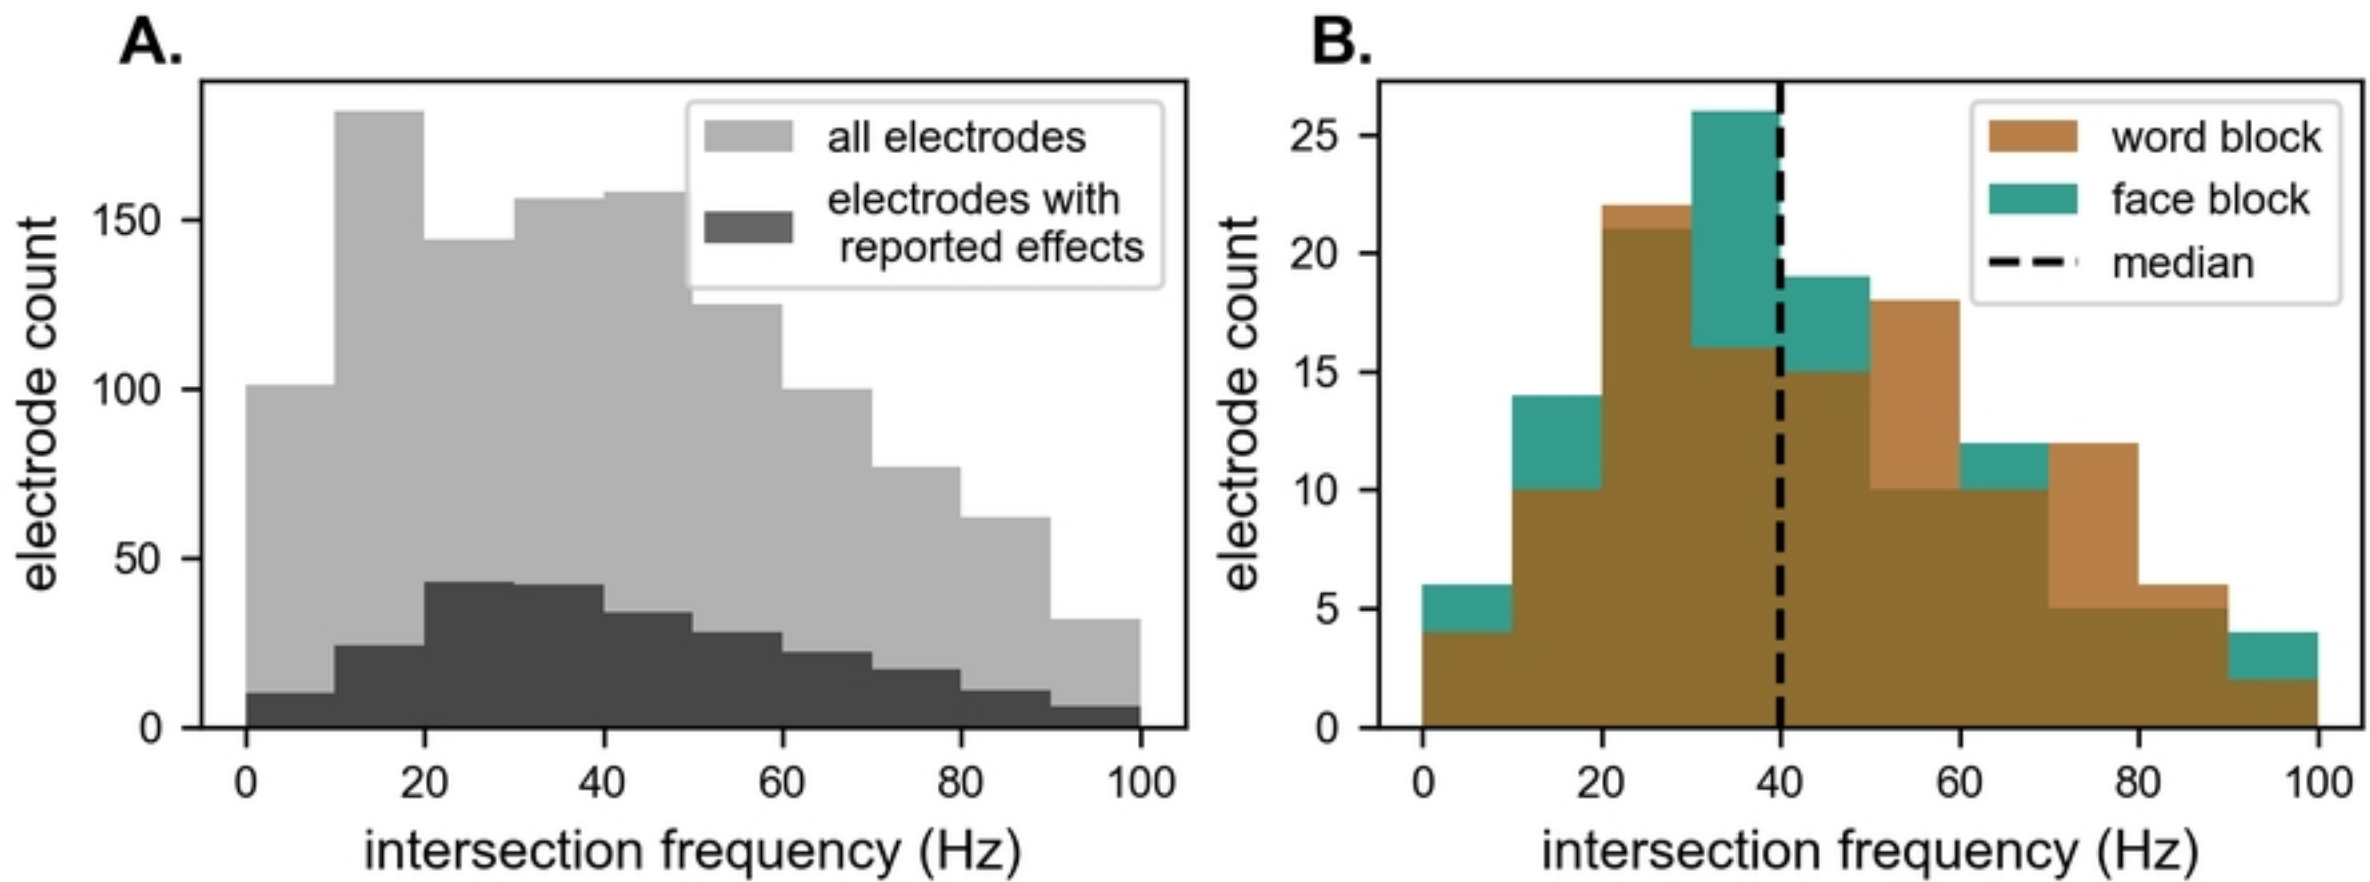 A.
electrode count
150
100
50
0
0 20 40 60 80 100
intersection frequency (Hz)
all electrodes
electrodes with
reported effects
B.
electrode count
25
20
15
10
5
0
0 20 40 60 80 100
intersection frequency (Hz)
word block
face block
median